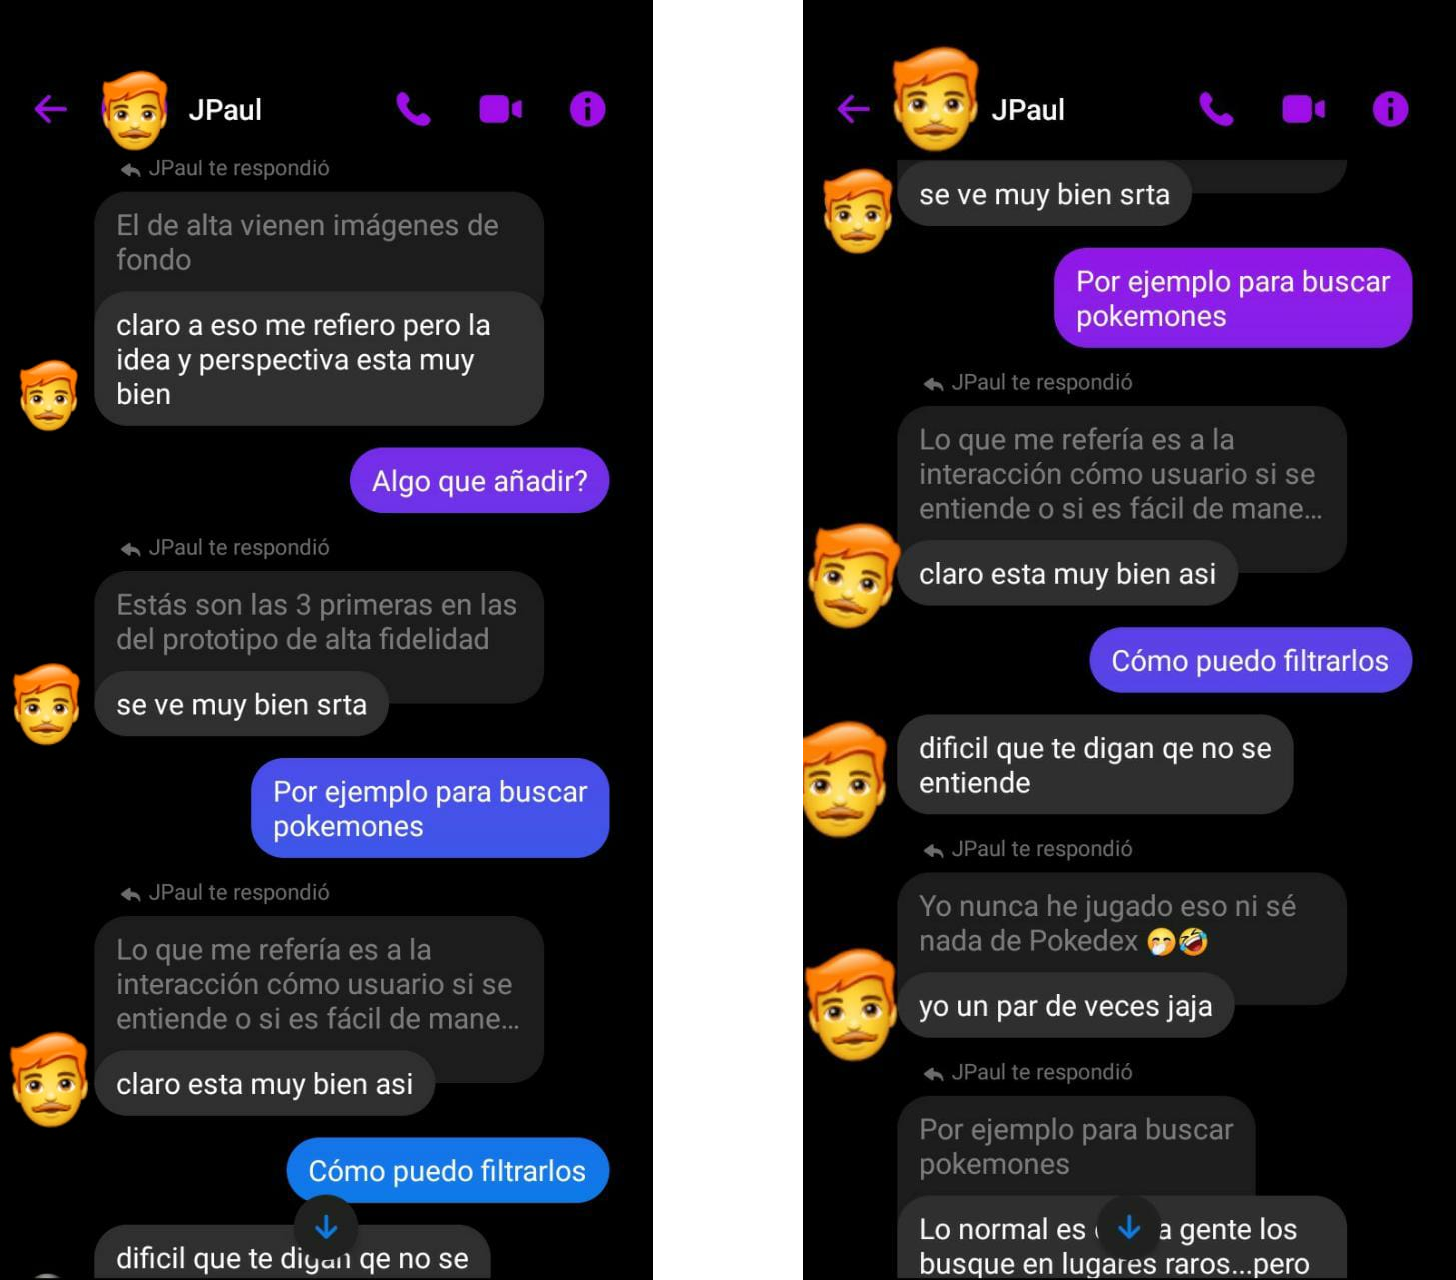 JPaul
JPaul te respondió
El de alta vienen imágenes de
fondo
claro a eso me refiero pero la
idea y perspectiva esta muy
bien
Algo que añadir?
JPaul te respondió
Estás son las 3 primeras en las
del prototipo de alta fidelidad
se ve muy bien srta
Por ejemplo para buscar
pokemones
JPaul te respondió
Lo que me refería es a la
interacción cómo usuario si se
entiende o si es fácil de mane...
claro esta muy bien asi
Cómo puedo filtrarlos
dificil que te digan qe no se
JPaul
se ve muy bien srta
Por ejemplo para buscar
pokemones
JPaul te respondió
Lo que me refería es a la
interacción cómo usuario si se
entiende o si es fácil de mane...
claro esta muy bien asi
Cómo puedo filtrarlos
dificil que te digan qe no se
entiende
JPaul te respondió
Yo nunca he jugado eso ni sé
nada de Pokedex 🤭🤣
yo un par de veces jaja
JPaul te respondió
Por ejemplo para buscar
pokemones
Lo normal es a gente los
busque en lugares raros...pero